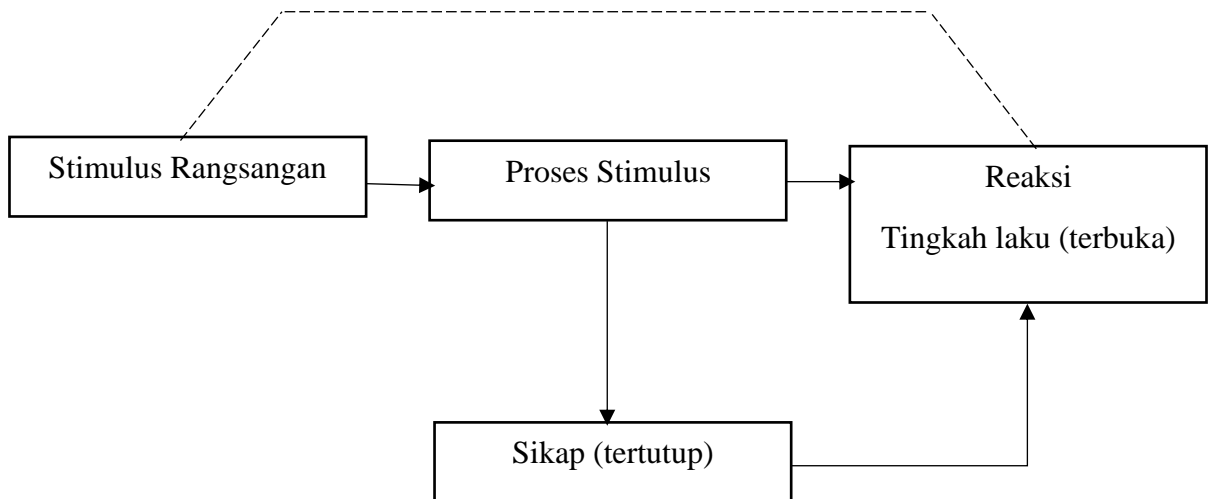 Stimulus Rangsangan
Proses Stimulus
Reaksi
Tingkah laku (terbuka)
Sikap (tertutup)